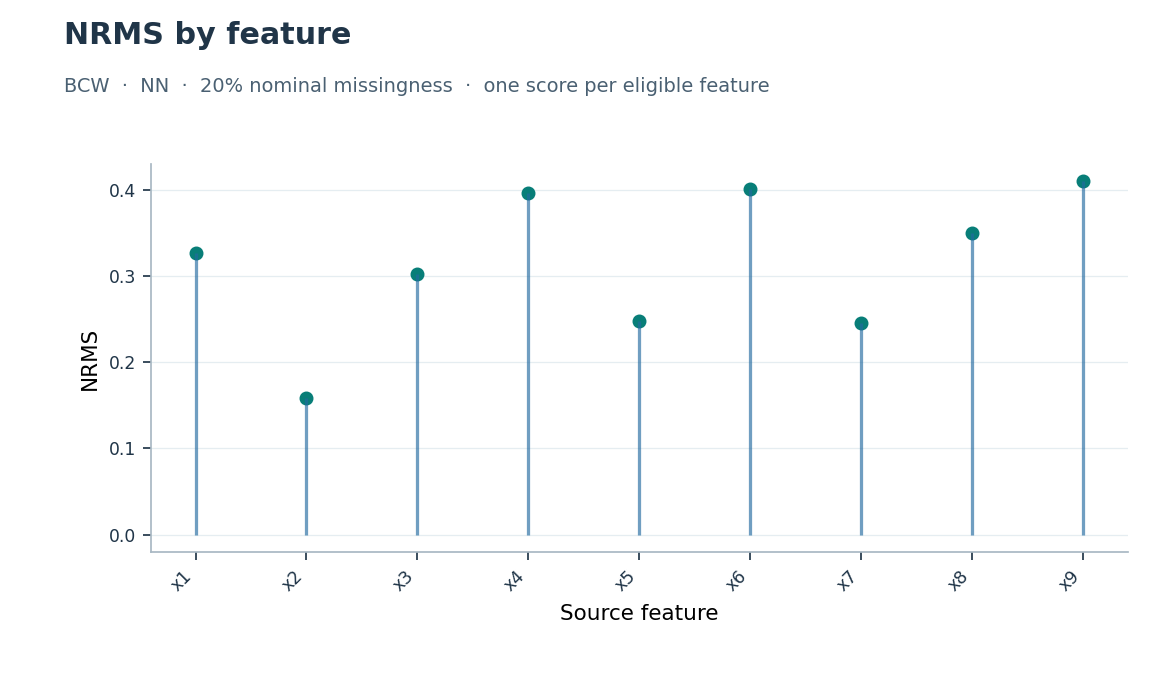 NRMS by feature
BCW · NN · 20% nominal missingness · one score per eligible feature
NRMS
0.4
0.3
0.2
0.1
0.0
x1 x2 x3 x4 x5 x6 x7 x8 x9
Source feature